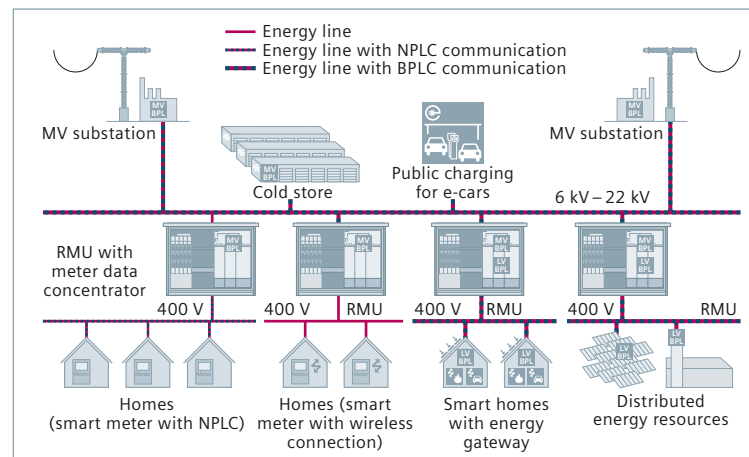 Energy line
Energy line with NPLC communication
Energy line with BPLC communication
MV
BPL
MV substation
MV
BPL
Cold store
Public charging
for e-cars
MV
BPL
MV substation
6 kV – 22 kV
RMU with
meter data
concentrator
MV
BPL
MV
BPL
MV
BPL
LV
BPL
MV
BPL
400 V
400 V
RMU
400 V
RMU
400 V
RMU
Meter
Meter
Meter
LV
BPL
LV
BPL
LV
BPL
LV
BPL
Homes
(smart meter with NPLC)
Homes (smart
meter with wireless
connection)
Smart homes
with energy
gateway
Distributed
energy resources